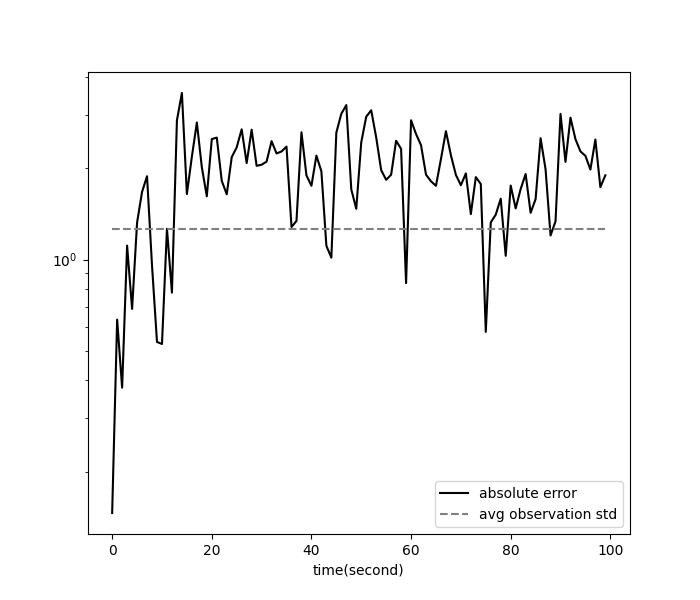 10⁰
absolute error
avg observation std
0
20
40
60
80
100
time(second)